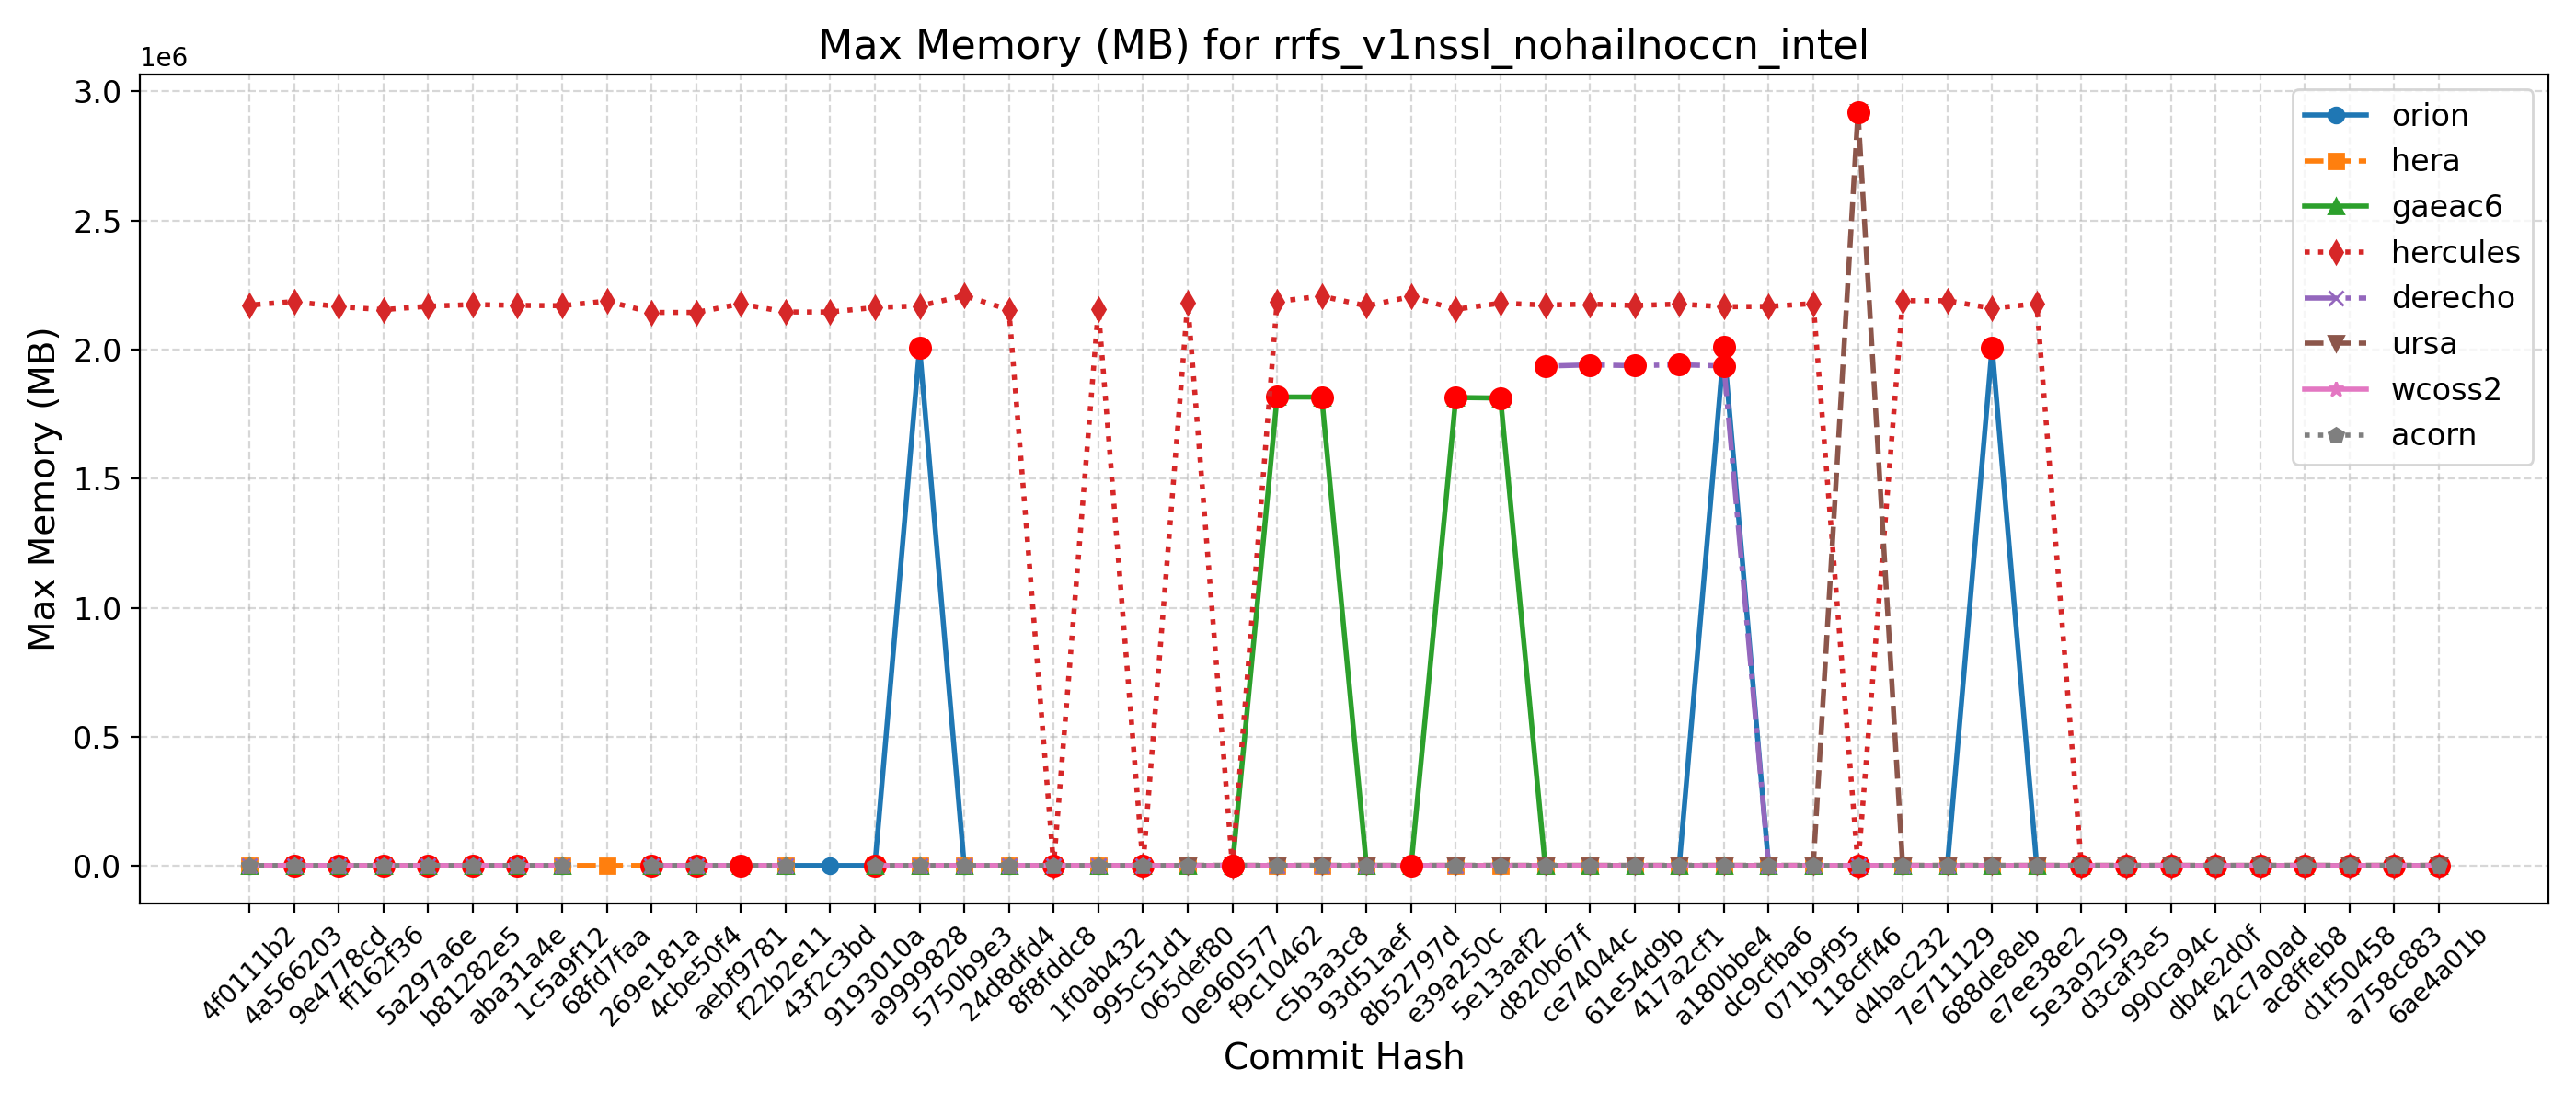 Max Memory (MB) for rrfs_v1nssl_nohailnoccn_intel
1e6
3.0
2.5
2.0
1.5
1.0
0.5
0.0
Max Memory (MB)
orion
hera
gaeac6
hercules
derecho
ursa
wcoss2
acorn
4f0111b2
4a566203
9e4778cd
ff162f36
5a297a6e
b81282e5
aba31a4e
1c5a9f12
68fd7faa
269e181a
4cbe50f4
aebf9781
f22b2e11
43f2c3bd
9193010a
a9999828
5750b9e3
24d8dfd4
8f8fddc8
1f0ab432
995c51d1
065def80
0e960577
f9c10462
c5b3a3c8
93d51aef
8b52797d
e39a250c
5e13aaf2
d820b67f
ce74044c
61e54d9b
417a2cf1
a180bbe4
dc9cfba6
071b9f95
118cff46
d4bac232
7e711129
688de8eb
e7ee38e2
5e3a9259
d3caf3e5
990ca94c
db4e2d0f
42c7a0ad
ac8ffeb8
d1f50458
a758c883
6ae4a01b
Commit Hash